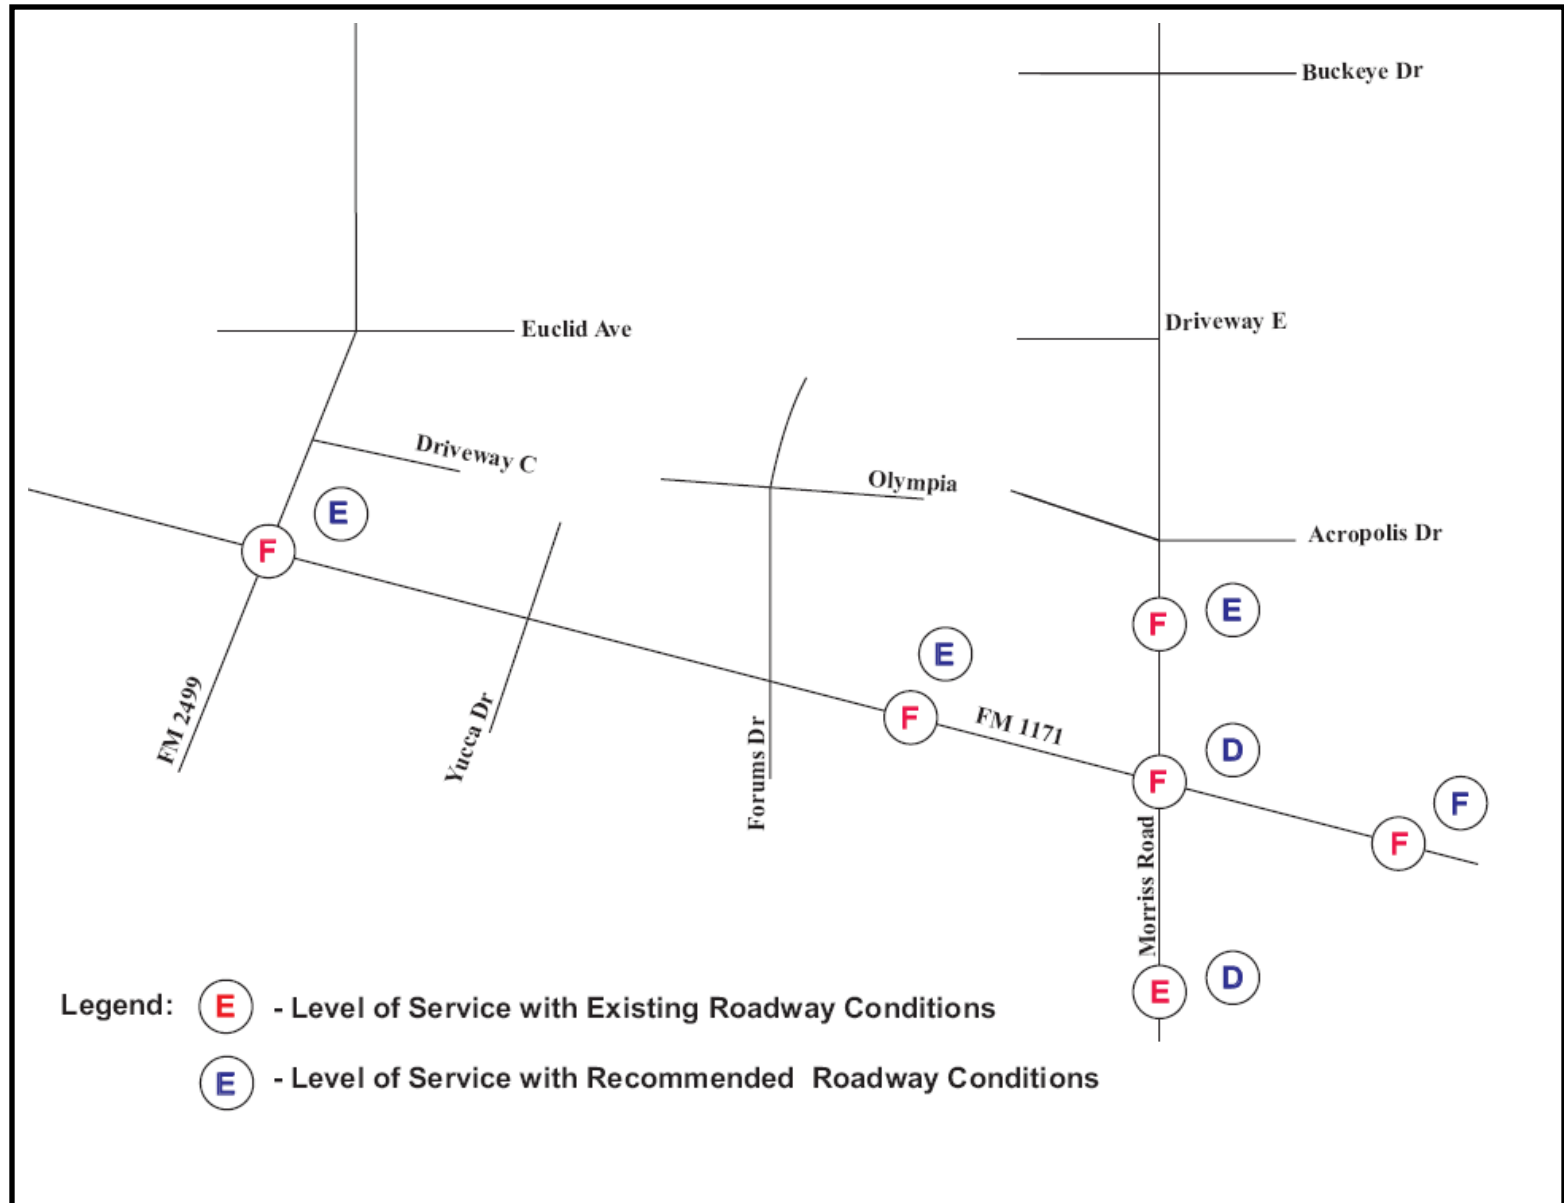 Buckeye Dr
Driveway E
Euclid Ave
Driveway C
Olympia
E
F
Acropolis Dr
F
E
E
FM 2499
Yucca Dr
Forums Dr
F
FM 1171
D
F
F
F
Morriss Road
D
E
Legend:
E - Level of Service with Existing Roadway Conditions
E - Level of Service with Recommended Roadway Conditions